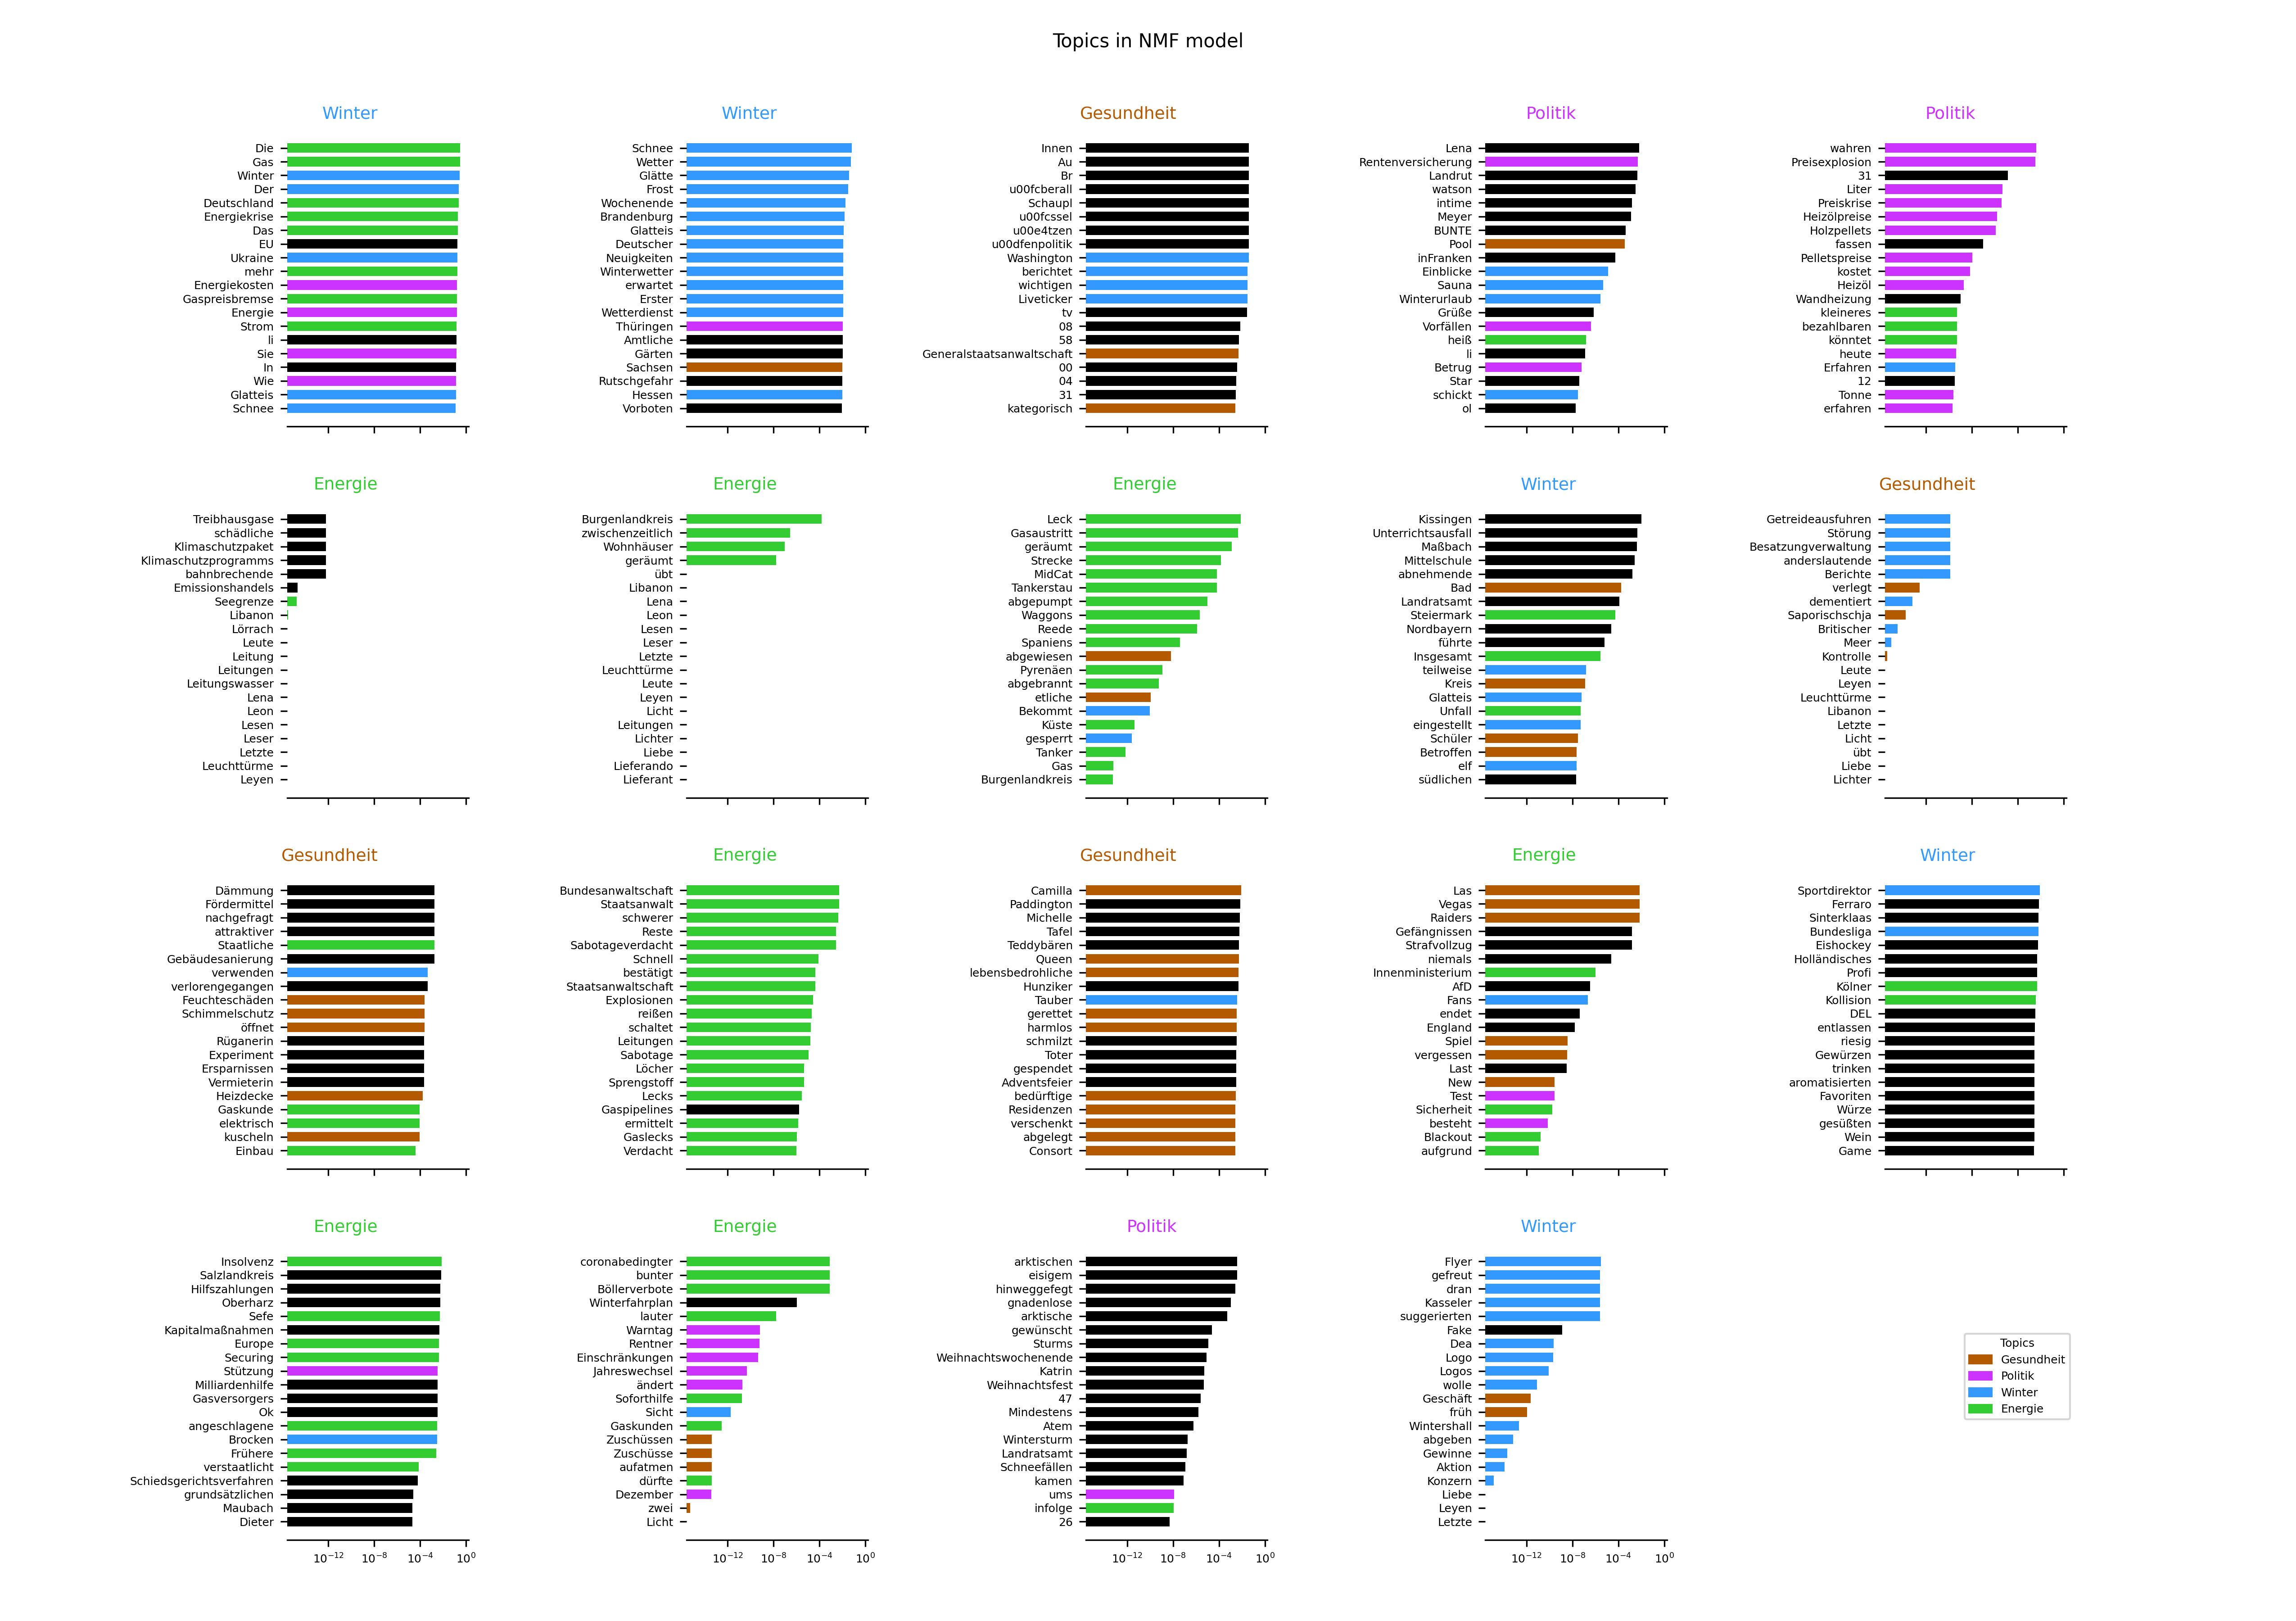 Topics in NMF model
Winter
Die
Gas
Winter
Der
Deutschland
Energiekrise
Das
EU
Ukraine
mehr
Energiekosten
Gaspreisbremse
Energie
Strom
li
Sie
In
Wie
Glatteis
Schnee
Winter
Schnee
Wetter
Glätte
Frost
Wochenende
Brandenburg
Glatteis
Deutscher
Neuigkeiten
Winterwetter
erwartet
Erster
Wetterdienst
Thüringen
Amtliche
Gärten
Sachsen
Rutschgefahr
Hessen
Vorboten
Gesundheit
Innen
Au
Br
u00fcberall
Schaupl
u00fcssel
u00e4tzen
u00dfenpolitik
Washington
berichtet
wichtigen
Liveticker
tv
08
58
Generalstaatsanwaltschaft
00
04
31
kategorisch
Politik
Lena
Rentenversicherung
Landrut
watson
intime
Meyer
BUNTE
Pool
inFranken
Einblicke
Sauna
Winterurlaub
Grüße
Vorfällen
heiß
li
Betrug
Star
schickt
ol
Politik
wahren
Preisexplosion
31
Liter
Preiskrise
Heizölpreise
Holzpellets
fassen
Pelletspreise
kostet
Heizöl
Wandheizung
kleineres
bezahlbaren
könntet
heute
Erfahren
12
Tonne
erfahren
Energie
Treibhausgase
schädliche
Klimaschutzpaket
Klimaschutzprogramms
bahnbrechende
Emissionshandels
Seegrenze
Libanon
Lörrach
Leute
Leitung
Leitungen
Leitungswasser
Lena
Leon
Lesen
Leser
Letzte
Leuchttürme
Leyen
Energie
Burgenlandkreis
zwischenzeitlich
Wohnhäuser
geräumt
übt
Libanon
Lena
Leon
Lesen
Leser
Letzte
Leuchttürme
Leute
Leyen
Licht
Leitungen
Lichter
Liebe
Lieferando
Lieferant
Energie
Leck
Gasaustritt
geräumt
Strecke
MidCat
Tankerstau
abgepumpt
Waggons
Reede
Spaniens
abgewiesen
Pyrenäen
abgebrannt
etliche
Bekommt
Küste
gesperrt
Tanker
Gas
Burgenlandkreis
Winter
Kissingen
Unterrichtsausfall
Maßbach
Mittelschule
abnehmende
Bad
Landratsamt
Steiermark
Nordbayern
führte
Insgesamt
teilweise
Kreis
Glatteis
Unfall
eingestellt
Schüler
Betroffen
elf
südlichen
Gesundheit
Getreideausfuhren
Störung
Besatzungverwaltung
anderslautende
Berichte
verlegt
dementiert
Saporischschja
Britischer
Meer
Kontrolle
Leute
Leyen
Leuchttürme
Libanon
Letzte
Licht
übt
Liebe
Lichter
Gesundheit
Dämmung
Fördermittel
nachgefragt
attraktiver
Staatliche
Gebäudesanierung
verwenden
verlorengegangen
Feuchteschäden
Schimmelschutz
öffnet
Rüganerin
Experiment
Ersparnissen
Vermieterin
Heizdecke
Gaskunde
elektrisch
kuscheln
Einbau
Energie
Bundesanwaltschaft
Staatsanwalt
schwerer
Reste
Sabotageverdacht
Schnell
bestätigt
Staatsanwaltschaft
Explosionen
reißen
schaltet
Leitungen
Sabotage
Löcher
Sprengstoff
Lecks
Gaspipelines
ermittelt
Gaslecks
Verdacht
Gesundheit
Camilla
Paddington
Michelle
Tafel
Teddybären
Queen
lebensbedrohliche
Hunziker
Tauber
gerettet
harmlos
schmilzt
Toter
gespendet
Adventsfeier
bedürftige
Residenzen
verschenkt
abgelegt
Consort
Energie
Las
Vegas
Raiders
Gefängnissen
Strafvollzug
niemals
Innenministerium
AfD
Fans
endet
England
Spiel
vergessen
Last
New
Test
Sicherheit
besteht
Blackout
aufgrund
Winter
Sportdirektor
Ferraro
Sinterklaas
Bundesliga
Eishockey
Holländisches
Profi
Kölner
Kollision
DEL
entlassen
riesig
Gewürzen
trinken
aromatisierten
Favoriten
Würze
gesüßten
Wein
Game
Energie
Insolvenz
Salzlandkreis
Hilfszahlungen
Oberharz
Sefe
Kapitalmaßnahmen
Europe
Securing
Stützung
Milliardenhilfe
Gasversorgers
Ok
angeschlagene
Brocken
Frühere
verstaatlicht
Schiedsgerichtsverfahren
grundsätzlichen
Maubach
Dieter
10⁻¹² 10⁻⁸ 10⁻⁴ 10⁰
Energie
coronabedingter
bunter
Böllerverbote
Winterfahrplan
lauter
Warntag
Rentner
Einschränkungen
Jahreswechsel
ändert
Soforthilfe
Sicht
Gaskunden
Zuschüssen
Zuschüsse
aufatmen
dürfte
Dezember
zwei
Licht
10⁻¹² 10⁻⁸ 10⁻⁴ 10⁰
Politik
arktischen
eisigem
hinweggefegt
gnadenlose
arktische
gewünscht
Sturms
Weihnachtswochenende
Katrin
Weihnachtsfest
47
Mindestens
Atem
Wintersturm
Landratsamt
Schneefällen
kamen
ums
infolge
26
10⁻¹² 10⁻⁸ 10⁻⁴ 10⁰
Winter
Flyer
gefreut
dran
Kasseler
suggerierten
Fake
Dea
Logo
Logos
wolle
Geschäft
früh
Wintershall
abgeben
Gewinne
Aktion
Konzern
Liebe
Leyen
Letzte
10⁻¹² 10⁻⁸ 10⁻⁴ 10⁰
Topics
Gesundheit
Politik
Winter
Energie